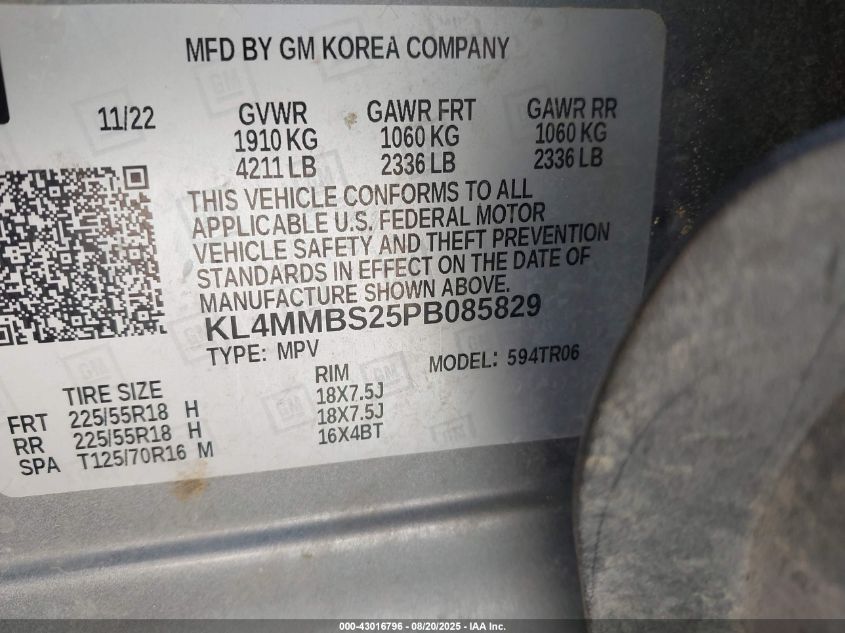 MFD BY GM KOREA COMPANY
11/22 GVWR GAWR FRT GAWR RR
1910 KG 1060 KG 1060 KG
4211 LB 2336 LB 2336 LB
THIS VEHICLE CONFORMS TO ALL
APPLICABLE U.S. FEDERAL MOTOR
VEHICLE SAFETY AND THEFT PREVENTION
STANDARDS IN EFFECT ON THE DATE OF
MANUFACTURE SHOWN ABOVE.
KL4MMBS25PB085829
TYPE: MPV MODEL: 594TR06
TIRE SIZE RIM
FRT 225/55R18 H 18X7.5J
RR 225/55R18 H 18X7.5J
SPA T125/70R16 M 16X4BT
000-43016796 - 08/20/2025 - IAA Inc.